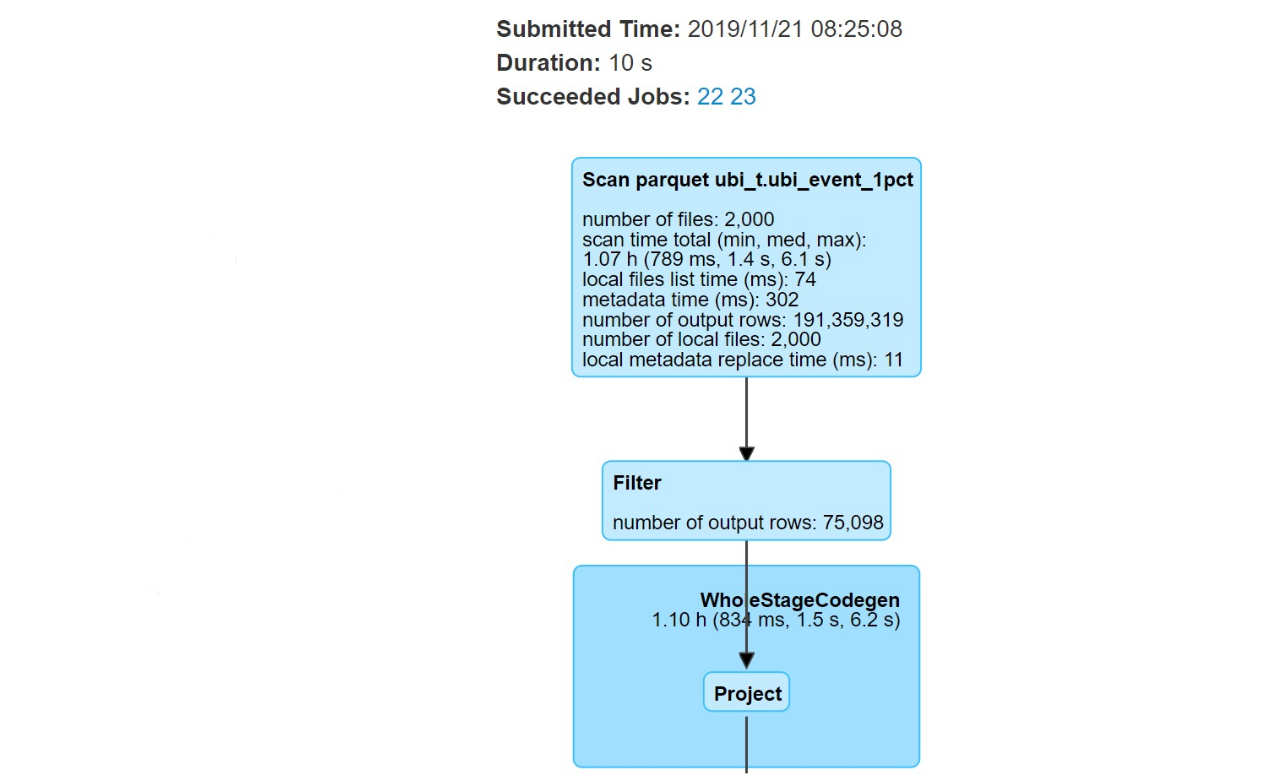 Submitted Time: 2019/11/21 08:25:08
Duration: 10 s
Succeeded Jobs: 22 23
Scan parquet ubi_t.ubi_event_1pct
number of files: 2,000
scan time total (min, med, max):
1.07 h (789 ms, 1.4 s, 6.1 s)
local files list time (ms): 74
metadata time (ms): 302
number of output rows: 191,359,319
number of local files: 2,000
local metadata replace time (ms): 11
Filter
number of output rows: 75,098
WholeStageCodegen
1.10 h (834 ms, 1.5 s, 6.2 s)
Project